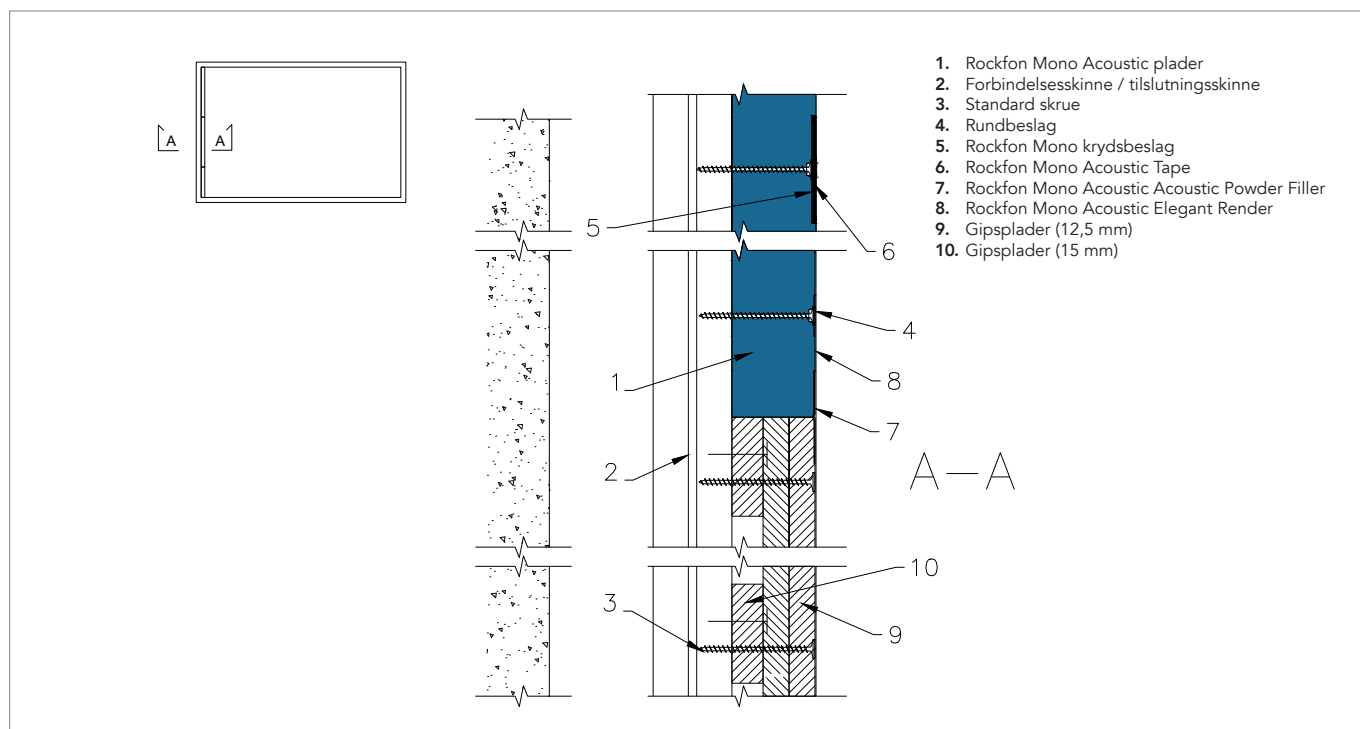 A A
1. Rockfon Mono Acoustic plader
2. Forbindelsesskinne / tilslutningsskinne
3. Standard skrue
4. Rundbeslag
5. Rockfon Mono krydsbeslag
6. Rockfon Mono Acoustic Tape
7. Rockfon Mono Acoustic Acoustic Powder Filler
8. Rockfon Mono Acoustic Elegant Render
9. Gipsplader (12,5 mm)
10. Gipsplader (15 mm)
5
6
4
1
8
7
2
A—A
10
3
9